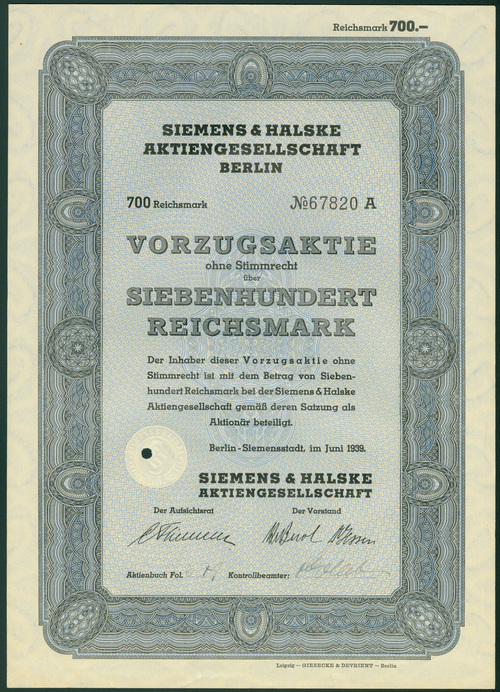 Reichsmark 700.–
SIEMENS & HALSKE
AKTIENGESELLSCHAFT
BERLIN
700 Reichsmark
№ 67820 A
VORZUGSAKTIE
ohne Stimmrecht
über
SIEBENHUNDERT
REICHSMARK
Der Inhaber dieser Vorzugsaktie ohne
Stimmrecht ist mit dem Betrag von Sieben-
hundert Reichsmark bei der Siemens & Halske
Aktiengesellschaft gemäß deren Satzung als
Aktionär beteiligt.
Berlin-Siemensstadt, im Juni 1939.
SIEMENS & HALSKE
AKTIENGESELLSCHAFT
Der Aufsichtsrat
Der Vorstand
Aktienbuch Fol.
Kontrollbeamter:
Leipzig – GIESECKE & DEVRIENT – Berlin